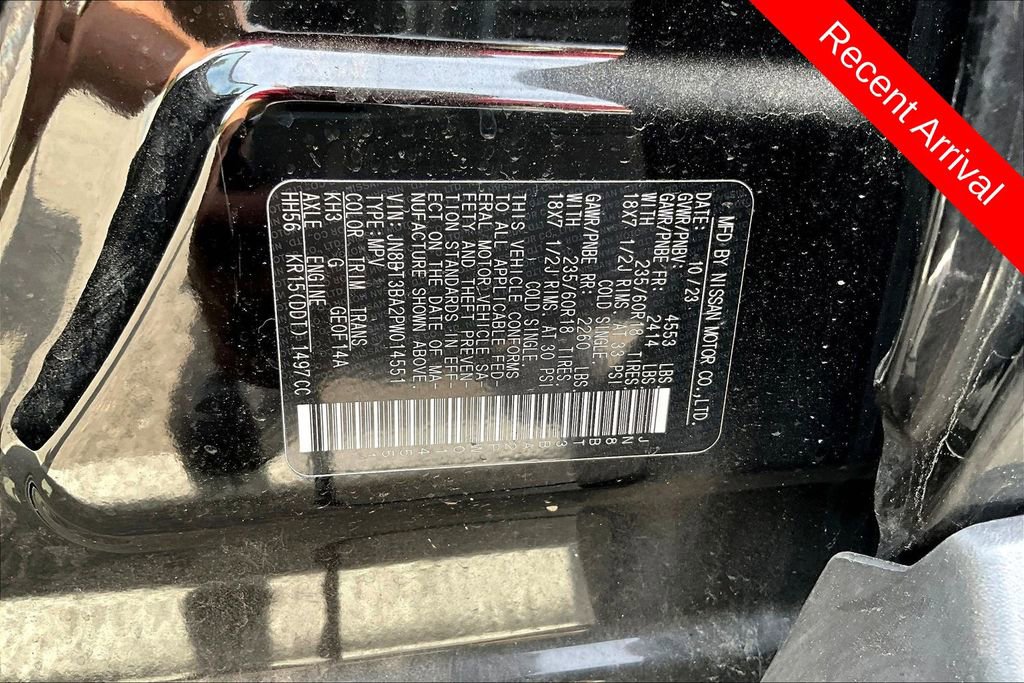 Recent Arrival
MFD BY NISSAN MOTOR CO.,LTD.
DATE: 10/23
GVWR/PNBV: 4553 LBS
GAWR/PNBE FR. 2414 LBS
WITH 235/60R18 TIRES
18X7 1/2J RIMS AT 33 PSI
COLD SINGLE
GAWR/PNBE RR. 2260 LBS
WITH 235/60R18 TIRES
18X7 1/2J RIMS AT 30 PSI
COLD SINGLE
THIS VEHICLE CONFORMS
TO ALL APPLICABLE FED-
ERAL MOTOR VEHICLE SA-
FETY AND THEFT PREVEN-
TION STANDARDS IN EFF-
ECT ON THE DATE OF MA-
NUFACTURE SHOWN ABOVE.
VIN: JN8BT3BA2PW014551
TYPE:MPV
COLOR TRIM TRANS
KH3 G GE0F14A
AXLE ENGINE
HH56 KR15(DDT) 1497CC
JN8BT3BA2PW014551